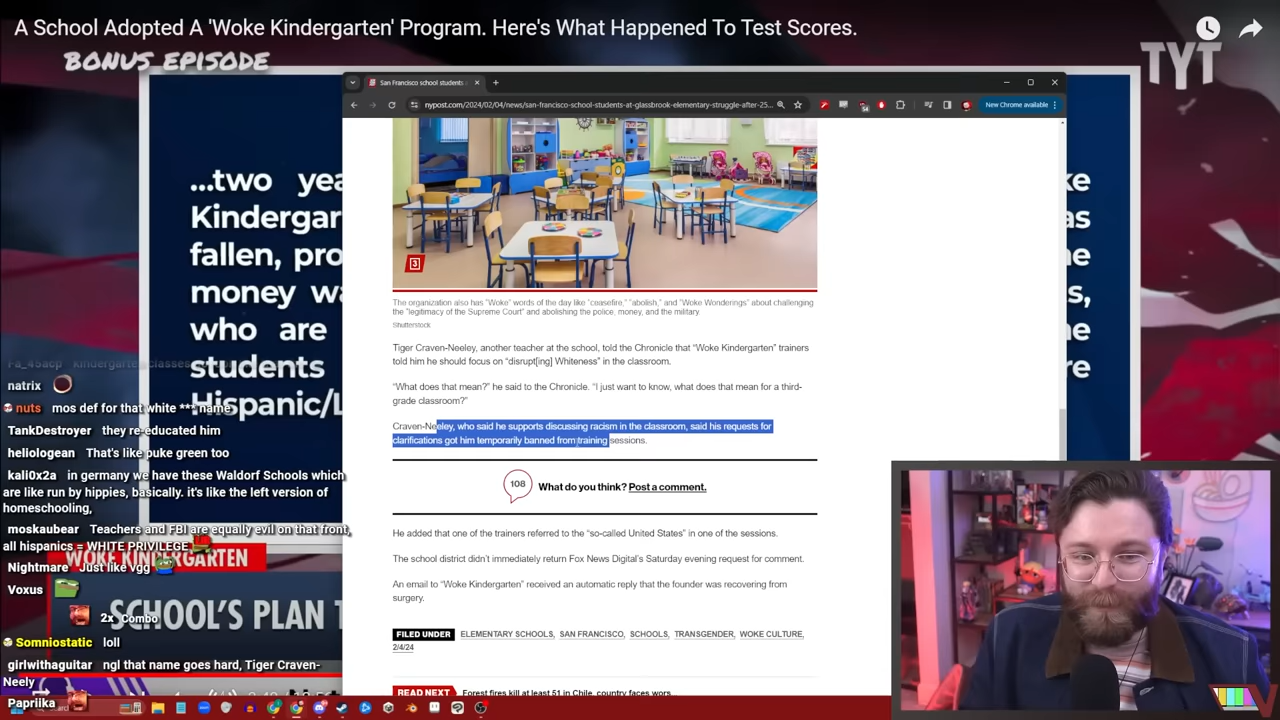 A School Adopted A 'Woke Kindergarten' Program. Here's What Happened To Test Scores.
BONUS EPISODE
TYT
San Francisco school students
New Chrome available
nypost.com/2024/02/04/news/san-francisco-school-students-at-glassbrook-elementary-struggle-after-25...
...two
Kindergar
fallen, pro
money w
who are
students
Hispanic/L
3
The organization also has "Woke" words of the day like "ceasefire," "abolish," and "Woke Wonderings" about challenging
the "legitimacy of the Supreme Court" and abolishing the police, money, and the military.
Shutterstock
Tiger Craven-Neeley, another teacher at the school, told the Chronicle that "Woke Kindergarten" trainers
told him he should focus on "disrupt[ing] Whiteness" in the classroom.
"What does that mean?" he said to the Chronicle. "I just want to know, what does that mean for a third-
grade classroom?"
Craven-Neeley, who said he supports discussing racism in the classroom, said his requests for
clarifications got him temporarily banned from training sessions.
108
What do you think? Post a comment.
He added that one of the trainers referred to the "so-called United States" in one of the sessions.
The school district didn't immediately return Fox News Digital's Saturday evening request for comment.
An email to "Woke Kindergarten" received an automatic reply that the founder was recovering from
surgery.
FILED UNDER ELEMENTARY SCHOOLS, SAN FRANCISCO, SCHOOLS, TRANSGENDER, WOKE CULTURE,
2/4/24
READ NEXT Forest fires kill at least 51 in Chile, country faces wors...
natrix
nuts mos def for that white *** name
TankDestroyer they re-educated him
heliologean That's like puke green too
kali0x2a in germany we have these Waldorf Schools which
are like run by hippies, basically. it's like the left version of
homeschooling,
moskaubear Teachers and FBI are equally evil on that front,
all hispanics = WHITE PRIVILEGE
Nightmare Just like vgg
Voxus
2x Combo
Somniostatic loll
girlwithaguitar ngl that name goes hard, Tiger Craven-
Neely
Paprilka
KINDERGARTEN
SCHOOL'S PLAN T